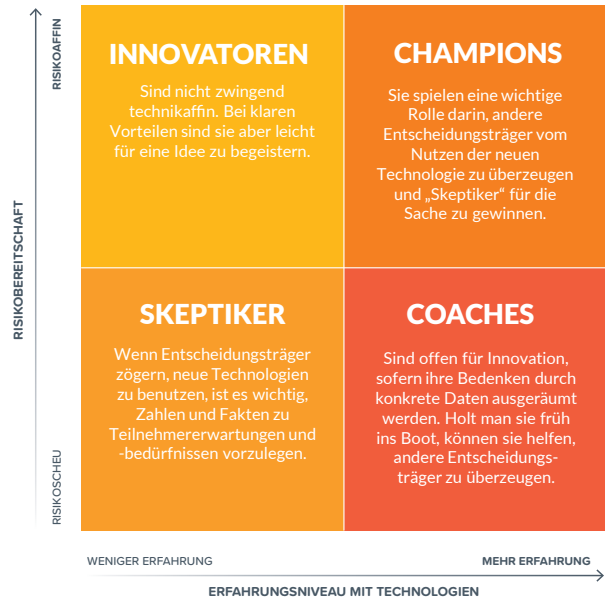 RISIKOAFFIN
RISIKOBEREITSCHAFT
RISIKOSCHEU
INNOVATOREN
Sind nicht zwingend
technikaffin. Bei klaren
Vorteilen sind sie aber leicht
für eine Idee zu begeistern.
CHAMPIONS
Sie spielen eine wichtige
Rolle darin, andere
Entscheidungsträger vom
Nutzen der neuen
Technologie zu überzeugen
und „Skeptiker“ für die
Sache zu gewinnen.
SKEPTIKER
Wenn Entscheidungsträger
zögern, neue Technologien
zu benutzen, ist es wichtig,
Zahlen und Fakten zu
Teilnehmererwartungen und
-bedürfnissen vorzulegen.
COACHES
Sind offen für Innovation,
sofern ihre Bedenken durch
konkrete Daten ausgeräumt
werden. Holt man sie früh
ins Boot, können sie helfen,
andere Entscheidungs-
träger zu überzeugen.
WENIGER ERFAHRUNG
MEHR ERFAHRUNG
ERFAHRUNGSNIVEAU MIT TECHNOLOGIEN